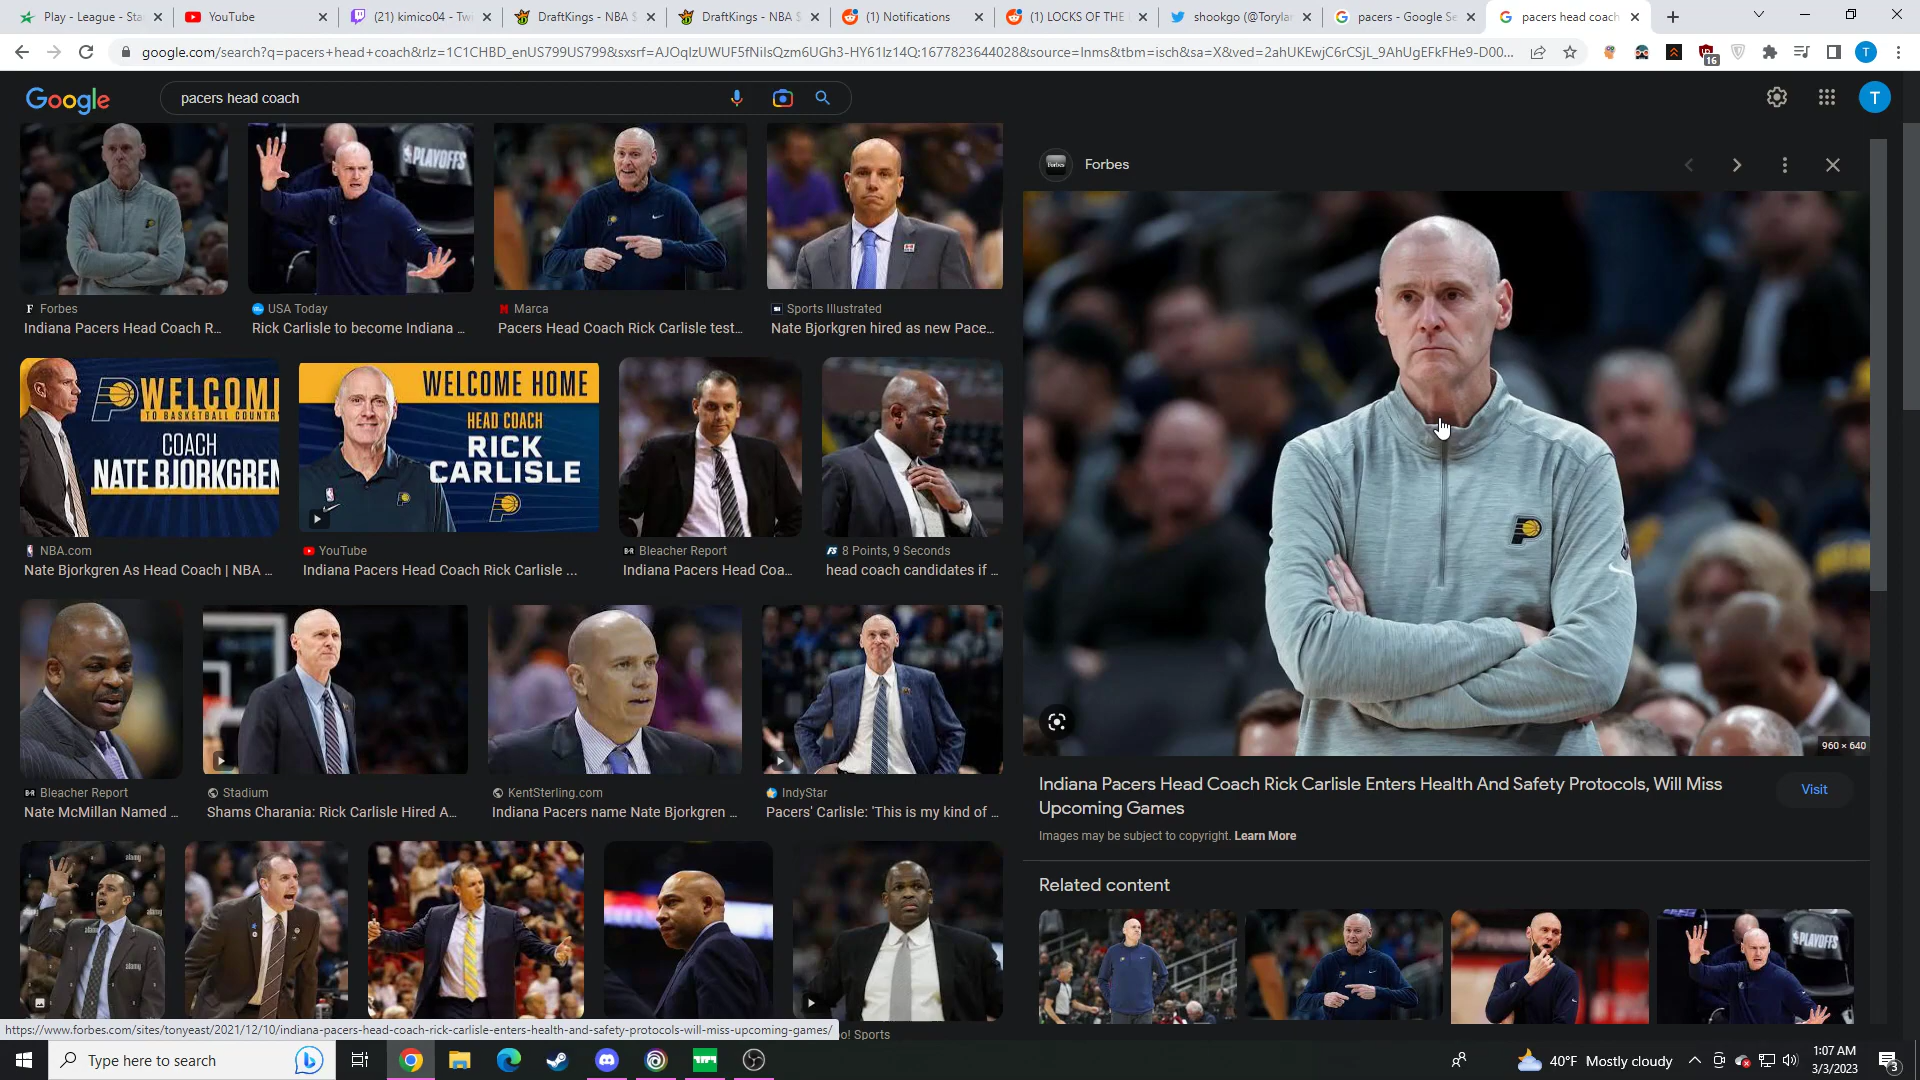 Play - League - Sta
YouTube
(21) kimico04 - Twi
DraftKings - NBA $
DraftKings - NBA $
(1) Notifications
(1) LOCKS OF THE
shookgo (@Torylan
pacers - Google Se
pacers head coach
google.com/search?q=pacers+head+coach&rlz=1C1CHBD_enUS799US799&sxsrf=AJOqlzUWUF5fNilsQzm6UGh3-HY61lz14Q:1677823644028&source=lnms&tbm=isch&sa=X&ved=2ahUKEwjC6rCSjL_9AhUgEFkFHe9-D00...
16
T
Google
pacers head coach
T
PLAYOFFS
Forbes
USA Today
Marca
Sports Illustrated
Indiana Pacers Head Coach R...
Rick Carlisle to become Indiana ...
Pacers Head Coach Rick Carlisle test...
Nate Bjorkgren hired as new Pace...
WELCOME
TO BASKETBALL COUNTRY
COACH
NATE BJORKGREN
WELCOME HOME
HEAD COACH
RICK
CARLISLE
NBA.com
YouTube
Bleacher Report
8 Points, 9 Seconds
Nate Bjorkgren As Head Coach | NBA ...
Indiana Pacers Head Coach Rick Carlisle ...
Indiana Pacers Head Coa...
head coach candidates if ...
Bleacher Report
Stadium
KentSterling.com
IndyStar
Nate McMillan Named ...
Shams Charania: Rick Carlisle Hired A...
Indiana Pacers name Nate Bjorkgren ...
Pacers' Carlisle: 'This is my kind of ...
alamy
alamy
alamy
o! Sports
Forbes
960 × 640
Indiana Pacers Head Coach Rick Carlisle Enters Health And Safety Protocols, Will Miss
Upcoming Games
Visit
Images may be subject to copyright. Learn More
Related content
PLAYOFFS
https://www.forbes.com/sites/tonyeast/2021/12/10/indiana-pacers-head-coach-rick-carlisle-enters-health-and-safety-protocols-will-miss-upcoming-games/
Type here to search
40°F Mostly cloudy
1:07 AM
3/3/2023
3